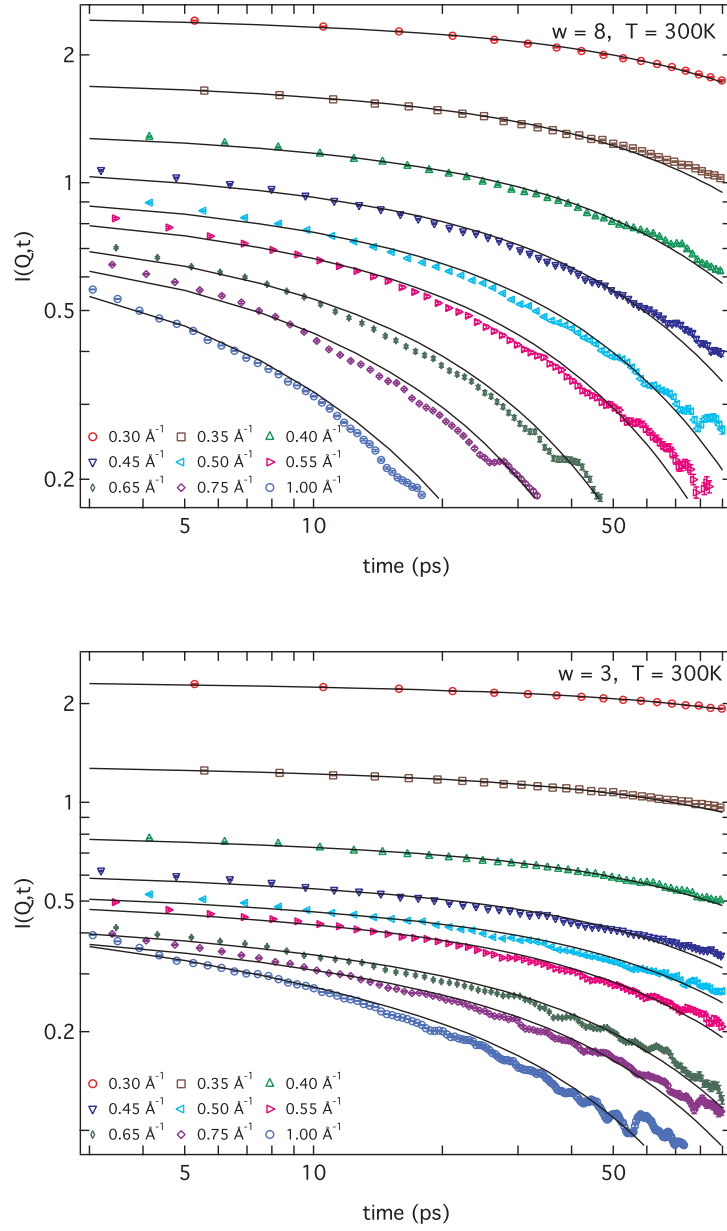 w = 8, T = 300K
2
1
0.5
0.2
I(Q,t)
0.30 Å⁻¹ 0.35 Å⁻¹ 0.40 Å⁻¹
0.45 Å⁻¹ 0.50 Å⁻¹ 0.55 Å⁻¹
0.65 Å⁻¹ 0.75 Å⁻¹ 1.00 Å⁻¹
5 10 50
time (ps)
w = 3, T = 300K
2
1
0.5
0.2
I(Q,t)
0.30 Å⁻¹ 0.35 Å⁻¹ 0.40 Å⁻¹
0.45 Å⁻¹ 0.50 Å⁻¹ 0.55 Å⁻¹
0.65 Å⁻¹ 0.75 Å⁻¹ 1.00 Å⁻¹
5 10 50
time (ps)